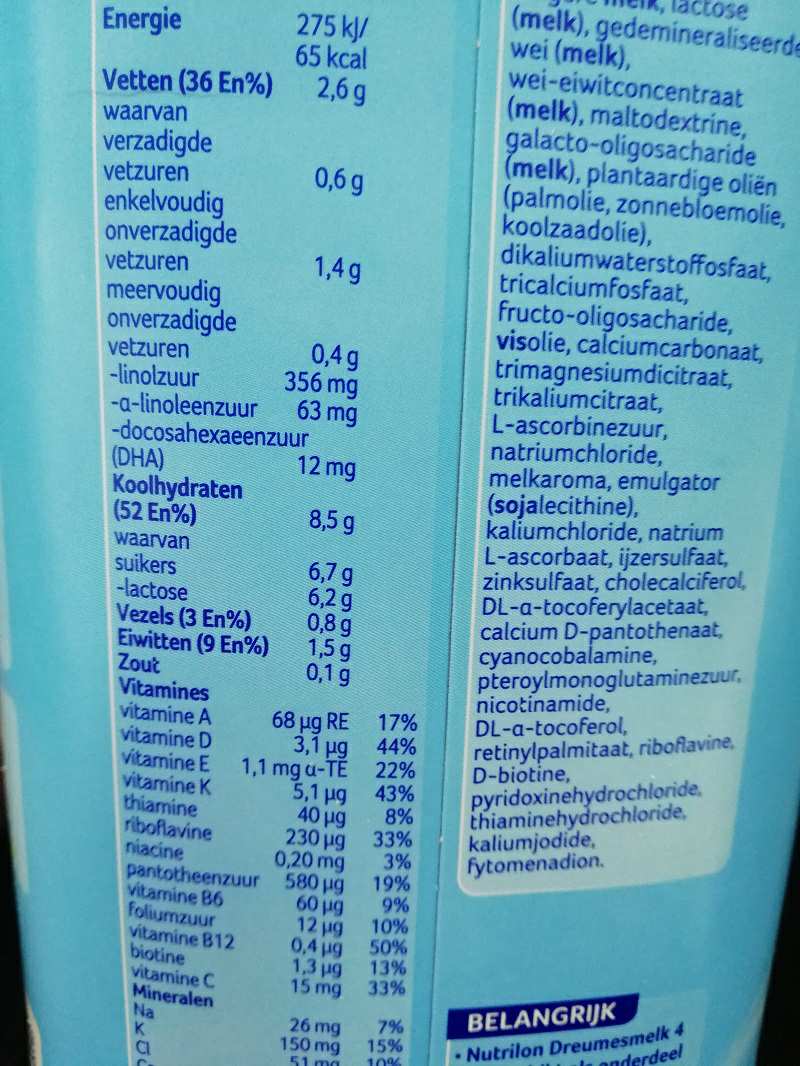 Energie 275 kJ/
65 kcal
Vetten (36 En%) 2,6 g
waarvan
verzadigde
vetzuren 0,6 g
enkelvoudig
onverzadigde
vetzuren 1,4 g
meervoudig
onverzadigde
vetzuren 0,4 g
-linolzuur 356 mg
-α-linoleenzuur 63 mg
-docosahexaeenzuur
(DHA) 12 mg
Koolhydraten
(52 En%) 8,5 g
waarvan
suikers 6,7 g
-lactose 6,2 g
Vezels (3 En%) 0,8 g
Eiwitten (9 En%) 1,5 g
Zout 0,1 g
Vitamines
vitamine A 68 µg RE 17%
vitamine D 3,1 µg 44%
vitamine E 1,1 mg α-TE 22%
vitamine K 5,1 µg 43%
thiamine 40 µg 8%
riboflavine 230 µg 33%
niacine 0,20 mg 3%
pantotheenzuur 580 µg 19%
vitamine B6 60 µg 9%
foliumzuur 12 µg 10%
vitamine B12 0,4 µg 50%
biotine 1,3 µg 13%
vitamine C 15 mg 33%
Mineralen
Na 26 mg 7%
K 150 mg 15%
Cl 51 mg 10%
lactose
(melk), gedemineraliseerde
wei (melk),
wei-eiwitconcentraat
(melk), maltodextrine,
galacto-oligosacharide
(melk), plantaardige oliën
(palmolie, zonnebloemolie,
koolzaadolie),
dikaliumwaterstoffosfaat,
tricalciumfosfaat,
fructo-oligosacharide,
visolie, calciumcarbonaat,
trimagnesiumdicitraat,
trikaliumcitraat,
L-ascorbinezuur,
natriumchloride,
melkaroma, emulgator
(sojalecithine),
kaliumchloride, natrium
L-ascorbaat, ijzersulfaat,
zinksulfaat, cholecalciferol,
DL-α-tocoferylacetaat,
calcium D-pantothenaat,
cyanocobalamine,
pteroylmonoglutaminezuur,
nicotinamide,
DL-α-tocoferol,
retinylpalmitaat, riboflavine,
D-biotine,
pyridoxinehydrochloride,
thiaminehydrochloride,
kaliumjodide,
fytomenadion.
BELANGRIJK
• Nutrilon Dreumesmelk 4
onderdeel